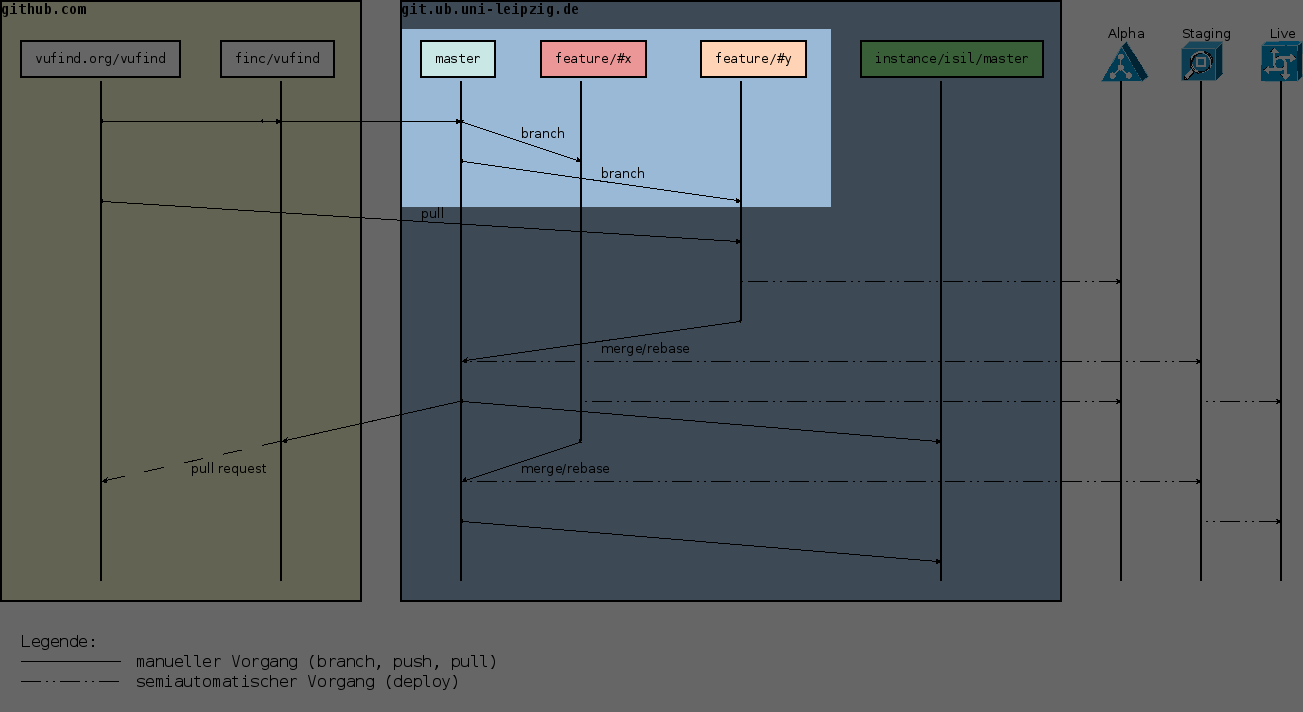 github.com
git.ub.uni-leipzig.de
Alpha
Staging
Live
vufind.org/vufind
finc/vufind
master
feature/#x
feature/#y
instance/isil/master
branch
branch
pull
merge/rebase
pull request
merge/rebase
Legende:
manueller Vorgang (branch, push, pull)
semiautomatischer Vorgang (deploy)